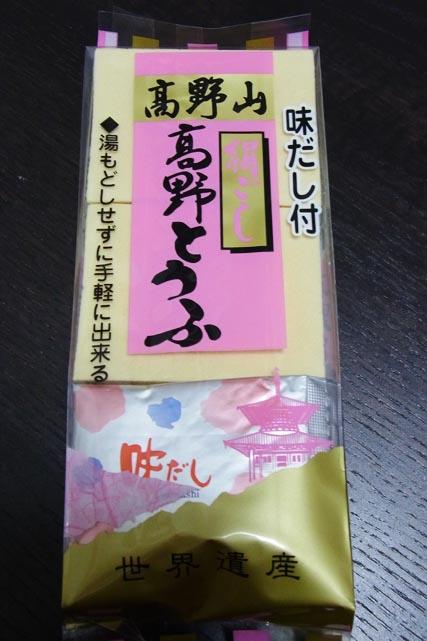 高野山
高野とうふ
絹ごし
味だし付
◆湯もどしせずに手軽に出来る
味だし
世界遺産